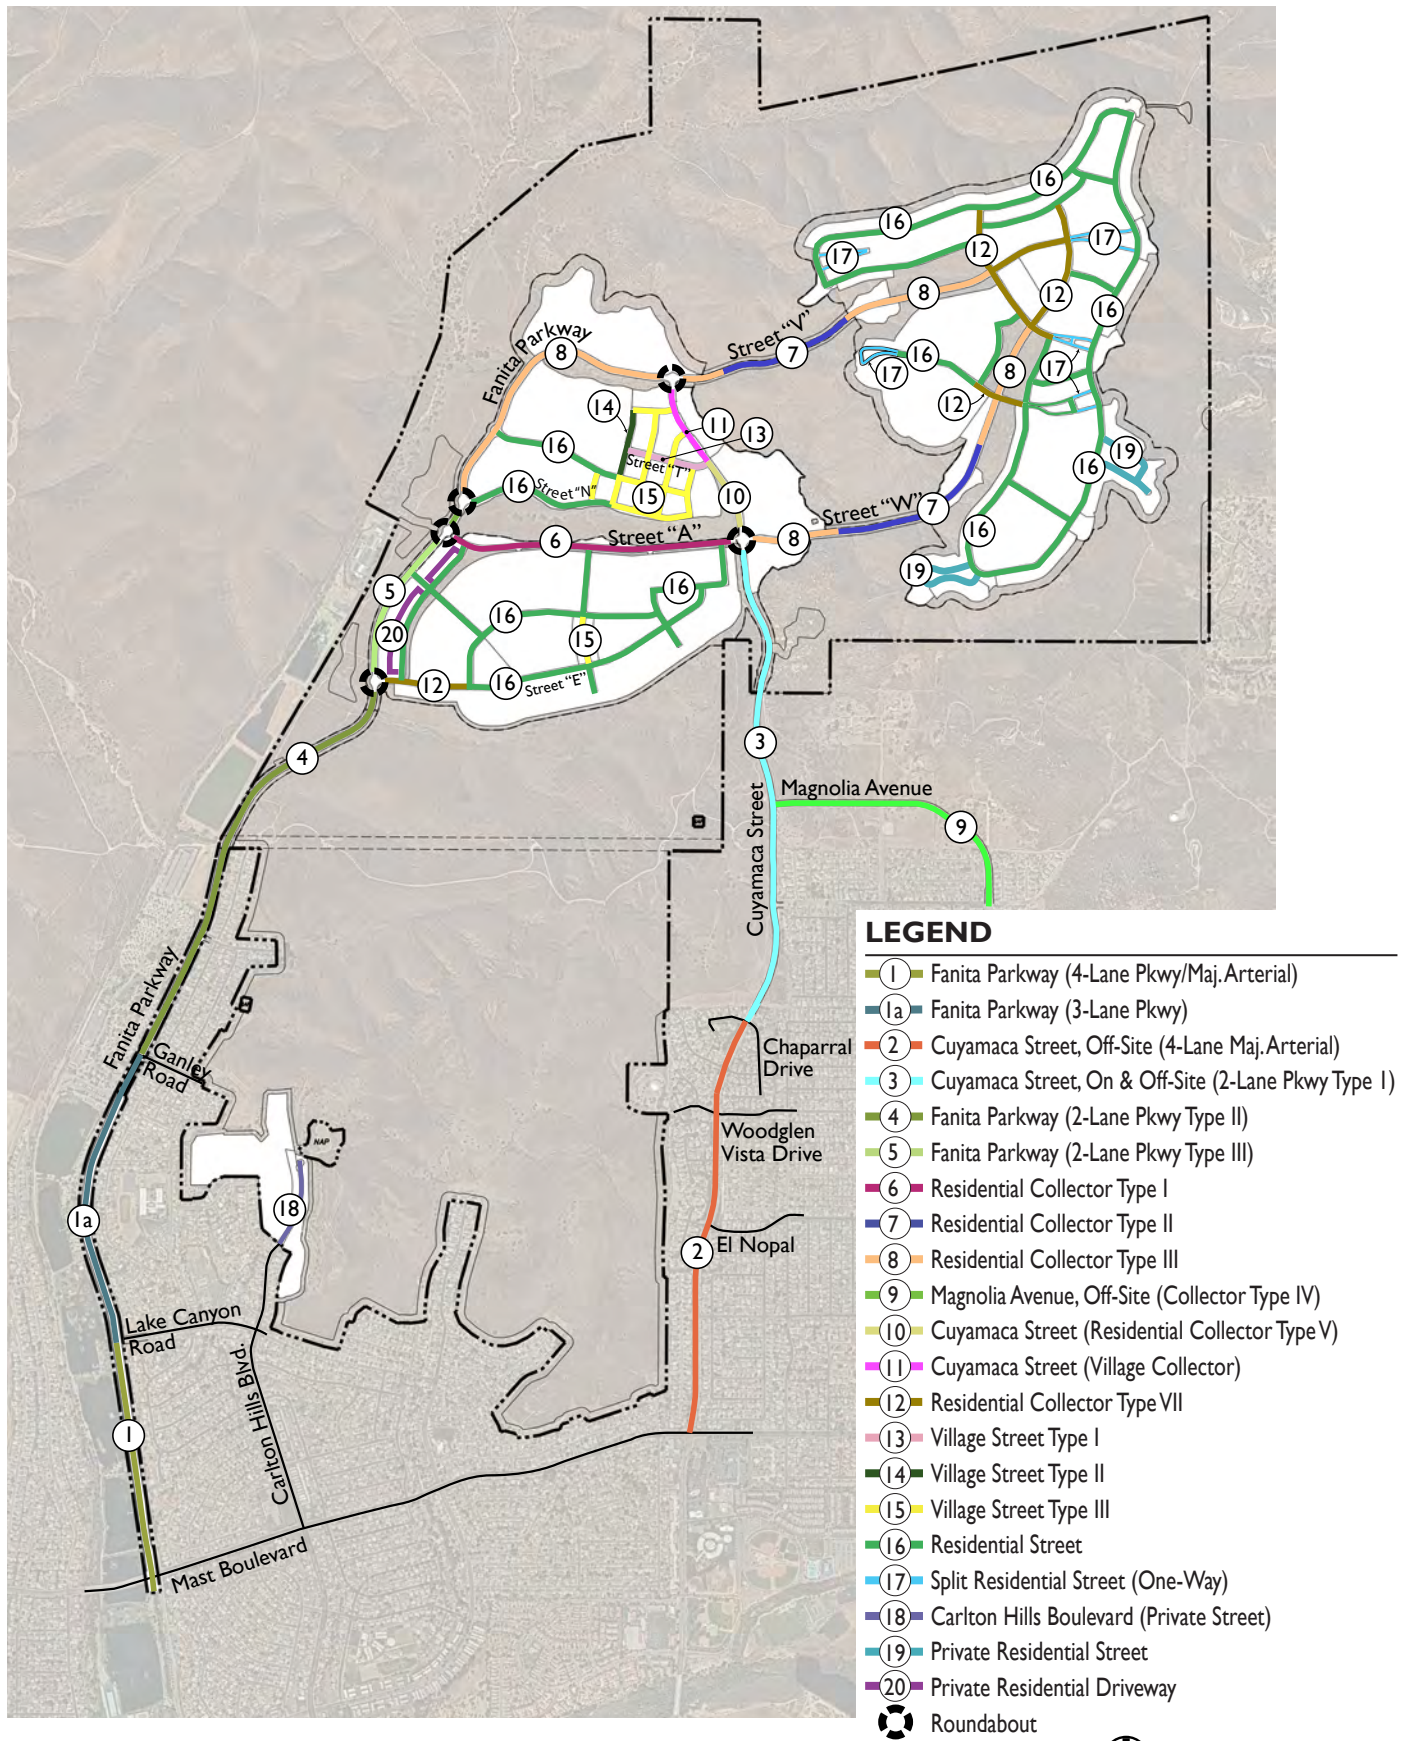 16
16
17
12
17
12
16
8
Street "V"
7
Fanita Parkway
8
17
16
17
8
12
14
11
13
16
Street "T"
16
Street "N"
15
10
19
16
Street "W"
7
6
Street "A"
8
16
19
5
16
16
20
15
12
16
Street "E"
4
3
Magnolia Avenue
9
Cuyamaca Street
Fanita Parkway
Ganley
Road
Chaparral
Drive
Woodglen
Vista Drive
NAP
18
1a
2
El Nopal
Lake Canyon
Road
Carlton Hills Blvd.
1
Mast Boulevard
LEGEND
1 Fanita Parkway (4-Lane Pkwy/Maj. Arterial)
1a Fanita Parkway (3-Lane Pkwy)
2 Cuyamaca Street, Off-Site (4-Lane Maj. Arterial)
3 Cuyamaca Street, On & Off-Site (2-Lane Pkwy Type 1)
4 Fanita Parkway (2-Lane Pkwy Type II)
5 Fanita Parkway (2-Lane Pkwy Type III)
6 Residential Collector Type I
7 Residential Collector Type II
8 Residential Collector Type III
9 Magnolia Avenue, Off-Site (Collector Type IV)
10 Cuyamaca Street (Residential Collector Type V)
11 Cuyamaca Street (Village Collector)
12 Residential Collector Type VII
13 Village Street Type I
14 Village Street Type II
15 Village Street Type III
16 Residential Street
17 Split Residential Street (One-Way)
18 Carlton Hills Boulevard (Private Street)
19 Private Residential Street
20 Private Residential Driveway
Roundabout